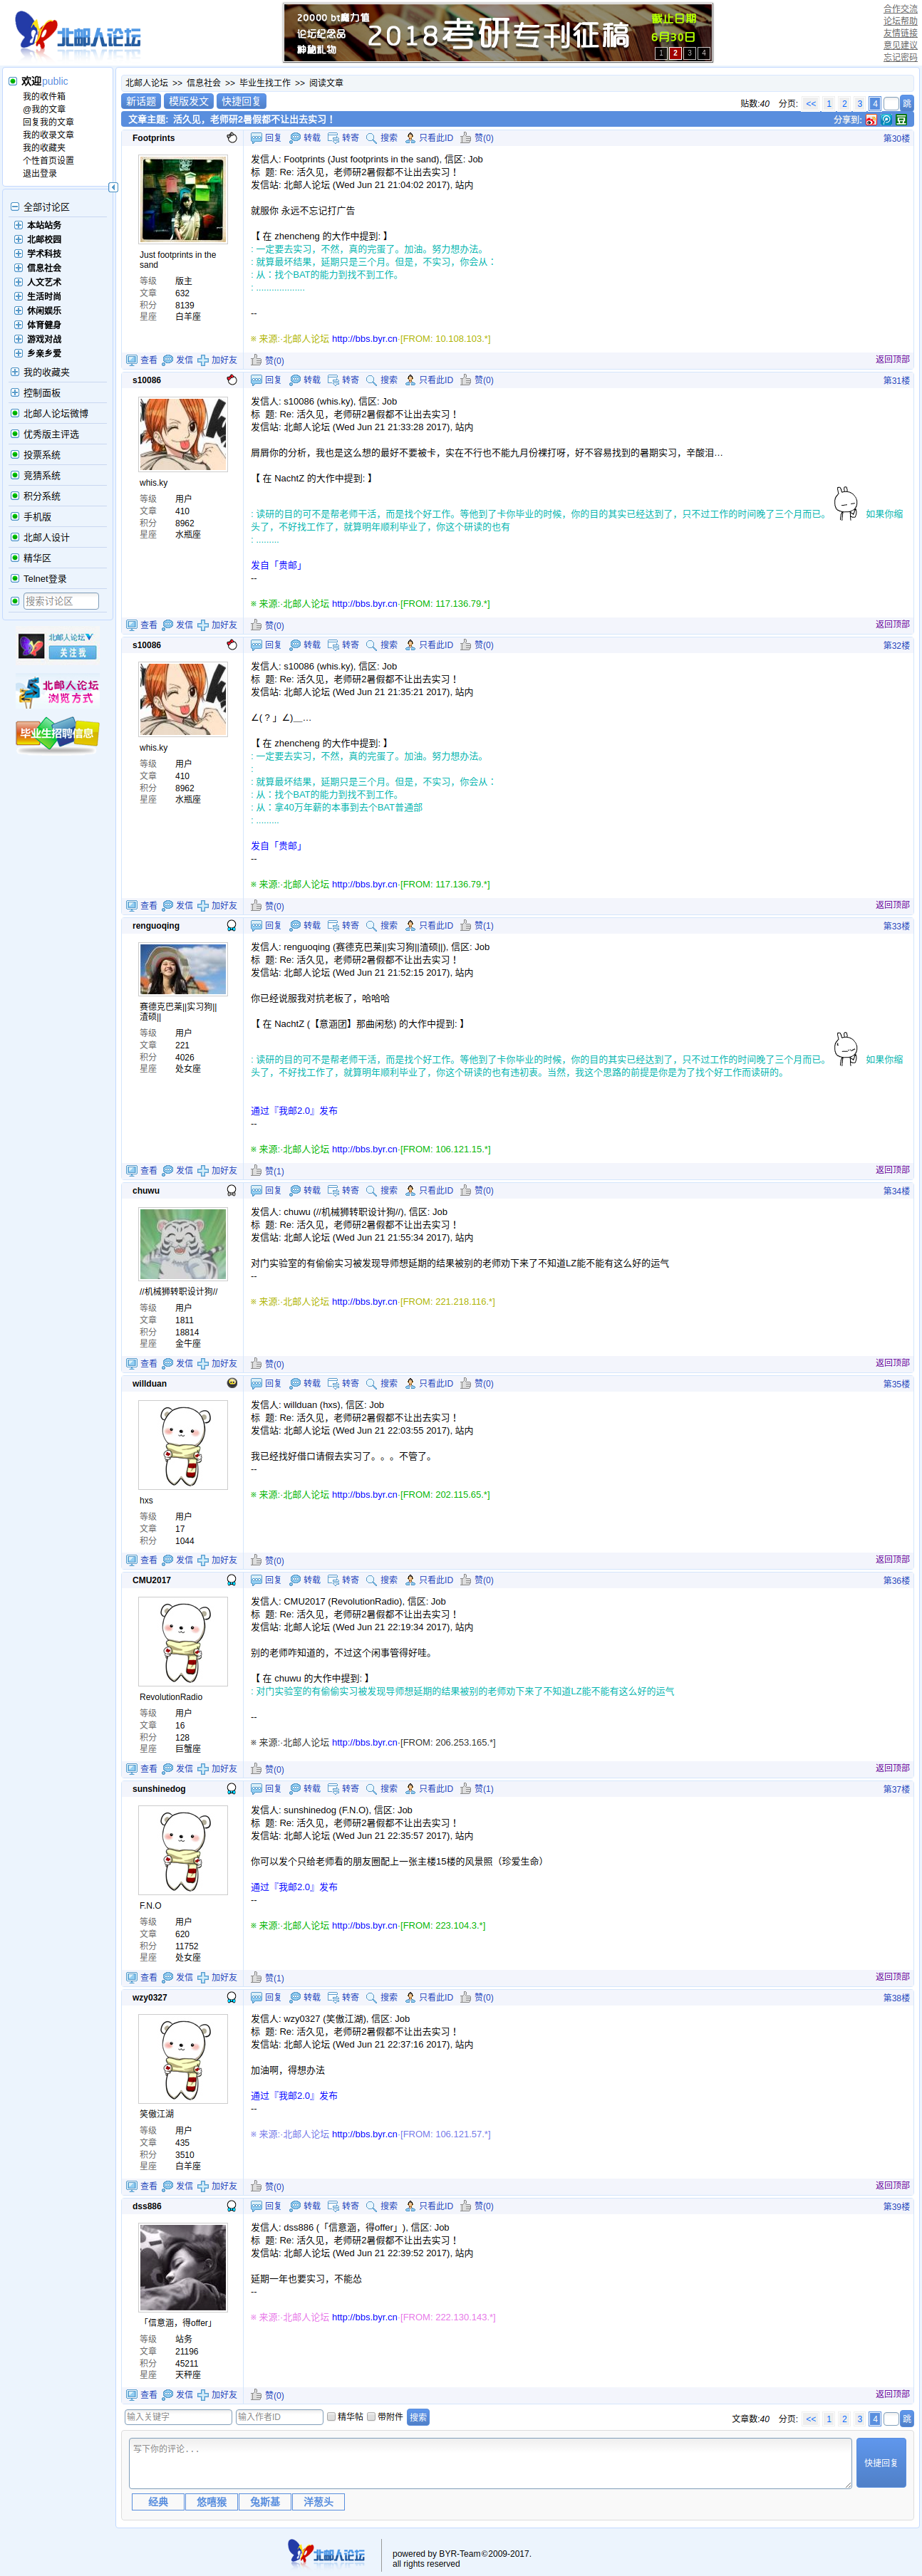 北邮人论坛
20000 bt魔力值
论坛纪念品
神秘礼物
2018考研专刊征稿
截止日期
6月30日
1 2 3 4
合作交流
论坛帮助
友情链接
意见建议
忘记密码
欢迎public
我的收件箱
@我的文章
回复我的文章
我的收录文章
我的收藏夹
个性首页设置
退出登录
全部讨论区
本站站务
北邮校园
学术科技
信息社会
人文艺术
生活时尚
休闲娱乐
体育健身
游戏对战
乡亲乡爱
我的收藏夹
控制面板
北邮人论坛微博
优秀版主评选
投票系统
竞猜系统
积分系统
手机版
北邮人设计
精华区
Telnet登录
搜索讨论区
北邮人论坛
关注我
北邮人论坛
浏览方式
毕业生招聘信息
北邮人论坛 >> 信息社会 >> 毕业生找工作 >> 阅读文章
新话题 模版发文 快捷回复
贴数:40 分页: << 1 2 3 4 跳
文章主题: 活久见，老师研2暑假都不让出去实习！
分享到:
Footprints
回复 转载 转寄 搜索 只看此ID 赞(0)
第30楼
Just footprints in the sand
等级 版主
文章 632
积分 8139
星座 白羊座
发信人: Footprints (Just footprints in the sand), 信区: Job
标 题: Re: 活久见，老师研2暑假都不让出去实习！
发信站: 北邮人论坛 (Wed Jun 21 21:04:02 2017), 站内
就服你 永远不忘记打广告
【 在 zhencheng 的大作中提到: 】
: 一定要去实习，不然，真的完蛋了。加油。努力想办法。
: 就算最坏结果，延期只是三个月。但是，不实习，你会从：
: 从：找个BAT的能力到找不到工作。
: ...................
--
※ 来源:·北邮人论坛 http://bbs.byr.cn·[FROM: 10.108.103.*]
查看 发信 加好友 赞(0)
返回顶部
s10086
回复 转载 转寄 搜索 只看此ID 赞(0)
第31楼
whis.ky
等级 用户
文章 410
积分 8962
星座 水瓶座
发信人: s10086 (whis.ky), 信区: Job
标 题: Re: 活久见，老师研2暑假都不让出去实习！
发信站: 北邮人论坛 (Wed Jun 21 21:33:28 2017), 站内
屑屑你的分析，我也是这么想的最好不要被卡，实在不行也不能九月份裸打呀，好不容易找到的暑期实习，辛酸泪…
【 在 NachtZ 的大作中提到: 】
: 读研的目的可不是帮老师干活，而是找个好工作。等他到了卡你毕业的时候，你的目的其实已经达到了，只不过工作的时间晚了三个月而已。 如果你缩
头了，不好找工作了，就算明年顺利毕业了，你这个研读的也有
: .........
发自「贵邮」
--
※ 来源:·北邮人论坛 http://bbs.byr.cn·[FROM: 117.136.79.*]
查看 发信 加好友 赞(0)
返回顶部
s10086
回复 转载 转寄 搜索 只看此ID 赞(0)
第32楼
whis.ky
等级 用户
文章 410
积分 8962
星座 水瓶座
发信人: s10086 (whis.ky), 信区: Job
标 题: Re: 活久见，老师研2暑假都不让出去实习！
发信站: 北邮人论坛 (Wed Jun 21 21:35:21 2017), 站内
∠( ? 」∠)__…
【 在 zhencheng 的大作中提到: 】
: 一定要去实习，不然，真的完蛋了。加油。努力想办法。
:
: 就算最坏结果，延期只是三个月。但是，不实习，你会从：
: 从：找个BAT的能力到找不到工作。
: 从：拿40万年薪的本事到去个BAT普通部
: .........
发自「贵邮」
--
※ 来源:·北邮人论坛 http://bbs.byr.cn·[FROM: 117.136.79.*]
查看 发信 加好友 赞(0)
返回顶部
renguoqing
回复 转载 转寄 搜索 只看此ID 赞(1)
第33楼
赛德克巴莱||实习狗||渣硕||
等级 用户
文章 221
积分 4026
星座 处女座
发信人: renguoqing (赛德克巴莱||实习狗||渣硕||), 信区: Job
标 题: Re: 活久见，老师研2暑假都不让出去实习！
发信站: 北邮人论坛 (Wed Jun 21 21:52:15 2017), 站内
你已经说服我对抗老板了，哈哈哈
【 在 NachtZ (【意涵团】那曲闲愁) 的大作中提到: 】
: 读研的目的可不是帮老师干活，而是找个好工作。等他到了卡你毕业的时候，你的目的其实已经达到了，只不过工作的时间晚了三个月而已。 如果你缩
头了，不好找工作了，就算明年顺利毕业了，你这个研读的也有违初衷。当然，我这个思路的前提是你是为了找个好工作而读研的。
通过『我邮2.0』发布
--
※ 来源:·北邮人论坛 http://bbs.byr.cn·[FROM: 106.121.15.*]
查看 发信 加好友 赞(1)
返回顶部
chuwu
回复 转载 转寄 搜索 只看此ID 赞(0)
第34楼
//机械狮转职设计狗//
等级 用户
文章 1811
积分 18814
星座 金牛座
发信人: chuwu (//机械狮转职设计狗//), 信区: Job
标 题: Re: 活久见，老师研2暑假都不让出去实习！
发信站: 北邮人论坛 (Wed Jun 21 21:55:34 2017), 站内
对门实验室的有偷偷实习被发现导师想延期的结果被别的老师劝下来了不知道LZ能不能有这么好的运气
--
※ 来源:·北邮人论坛 http://bbs.byr.cn·[FROM: 221.218.116.*]
查看 发信 加好友 赞(0)
返回顶部
willduan
回复 转载 转寄 搜索 只看此ID 赞(0)
第35楼
hxs
等级 用户
文章 17
积分 1044
发信人: willduan (hxs), 信区: Job
标 题: Re: 活久见，老师研2暑假都不让出去实习！
发信站: 北邮人论坛 (Wed Jun 21 22:03:55 2017), 站内
我已经找好借口请假去实习了。。。不管了。
--
※ 来源:·北邮人论坛 http://bbs.byr.cn·[FROM: 202.115.65.*]
查看 发信 加好友 赞(0)
返回顶部
CMU2017
回复 转载 转寄 搜索 只看此ID 赞(0)
第36楼
RevolutionRadio
等级 用户
文章 16
积分 128
星座 巨蟹座
发信人: CMU2017 (RevolutionRadio), 信区: Job
标 题: Re: 活久见，老师研2暑假都不让出去实习！
发信站: 北邮人论坛 (Wed Jun 21 22:19:34 2017), 站内
别的老师咋知道的，不过这个闲事管得好哇。
【 在 chuwu 的大作中提到: 】
: 对门实验室的有偷偷实习被发现导师想延期的结果被别的老师劝下来了不知道LZ能不能有这么好的运气
--
※ 来源:·北邮人论坛 http://bbs.byr.cn·[FROM: 206.253.165.*]
查看 发信 加好友 赞(0)
返回顶部
sunshinedog
回复 转载 转寄 搜索 只看此ID 赞(1)
第37楼
F.N.O
等级 用户
文章 620
积分 11752
星座 处女座
发信人: sunshinedog (F.N.O), 信区: Job
标 题: Re: 活久见，老师研2暑假都不让出去实习！
发信站: 北邮人论坛 (Wed Jun 21 22:35:57 2017), 站内
你可以发个只给老师看的朋友圈配上一张主楼15楼的风景照（珍爱生命）
通过『我邮2.0』发布
--
※ 来源:·北邮人论坛 http://bbs.byr.cn·[FROM: 223.104.3.*]
查看 发信 加好友 赞(1)
返回顶部
wzy0327
回复 转载 转寄 搜索 只看此ID 赞(0)
第38楼
笑傲江湖
等级 用户
文章 435
积分 3510
星座 白羊座
发信人: wzy0327 (笑傲江湖), 信区: Job
标 题: Re: 活久见，老师研2暑假都不让出去实习！
发信站: 北邮人论坛 (Wed Jun 21 22:37:16 2017), 站内
加油啊，得想办法
通过『我邮2.0』发布
--
※ 来源:·北邮人论坛 http://bbs.byr.cn·[FROM: 106.121.57.*]
查看 发信 加好友 赞(0)
返回顶部
dss886
回复 转载 转寄 搜索 只看此ID 赞(0)
第39楼
「信意涵，得offer」
等级 站务
文章 21196
积分 45211
星座 天秤座
发信人: dss886 (「信意涵，得offer」), 信区: Job
标 题: Re: 活久见，老师研2暑假都不让出去实习！
发信站: 北邮人论坛 (Wed Jun 21 22:39:52 2017), 站内
延期一年也要实习，不能怂
--
※ 来源:·北邮人论坛 http://bbs.byr.cn·[FROM: 222.130.143.*]
查看 发信 加好友 赞(0)
返回顶部
输入关键字 输入作者ID 精华帖 带附件 搜索
文章数:40 分页: << 1 2 3 4 跳
写下你的评论...
快捷回复
经典 悠嘻猴 兔斯基 洋葱头
北邮人论坛
powered by BYR-Team©2009-2017.
all rights reserved